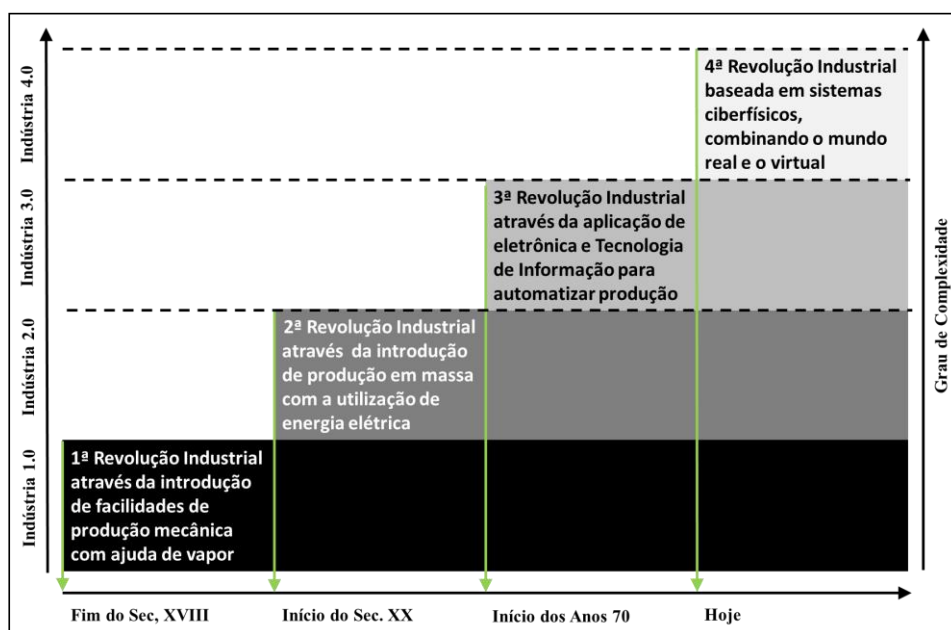 Indústria 4.0
4ª Revolução Industrial
baseada em sistemas
ciberfísicos,
combinando o mundo
real e o virtual
Indústria 3.0
3ª Revolução Industrial
através da aplicação de
eletrônica e Tecnologia
de Informação para
automatizar produção
Indústria 2.0
2ª Revolução Industrial
através da introdução
de produção em massa
com a utilização de
energia elétrica
Indústria 1.0
1ª Revolução Industrial
através da introdução
de facilidades de
produção mecânica
com ajuda de vapor
Grau de Complexidade
Fim do Sec, XVIII
Início do Sec. XX
Início dos Anos 70
Hoje